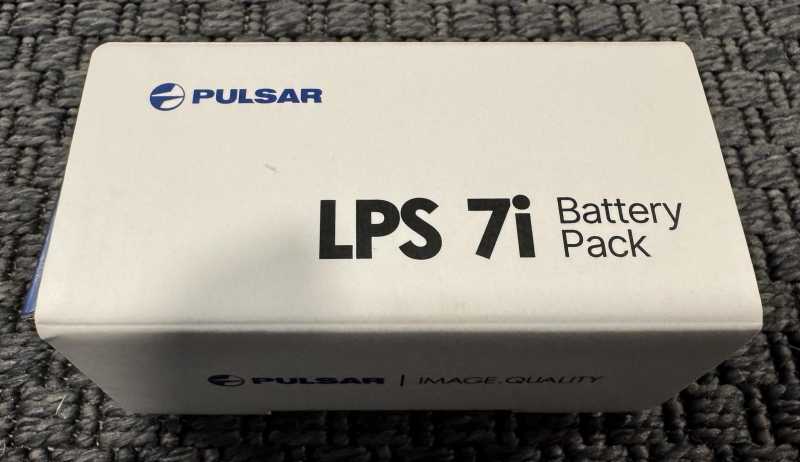 PULSAR
LPS 7i Battery
Pack
PULSAR | IMAGE.QUALITY